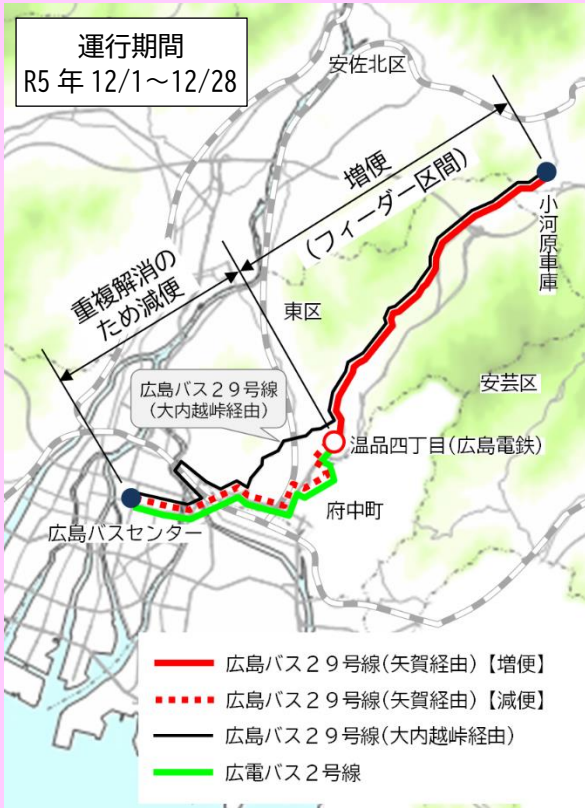 運行期間
R5 年 12/1～12/28
安佐北区
増便
(フィーダー区間)
小河原車庫
重複解消の
ため減便
東区
安芸区
広島バス２９号線
(大内越峠経由)
温品四丁目(広島電鉄)
府中町
広島バスセンター
広島バス２９号線(矢賀経由)【増便】
広島バス２９号線(矢賀経由)【減便】
広島バス２９号線(大内越峠経由)
広電バス２号線